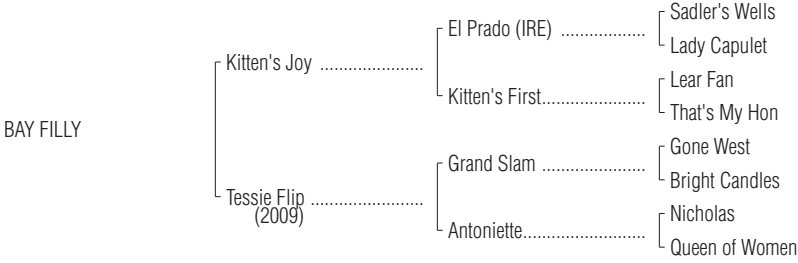 Sadler's Wells
El Prado (IRE) ..................
Lady Capulet
Kitten's Joy ......................
Lear Fan
Kitten's First......................
That's My Hon
BAY FILLY
Gone West
Grand Slam ......................
Bright Candles
Tessie Flip ........................
(2009)
Nicholas
Antoniette..........................
Queen of Women